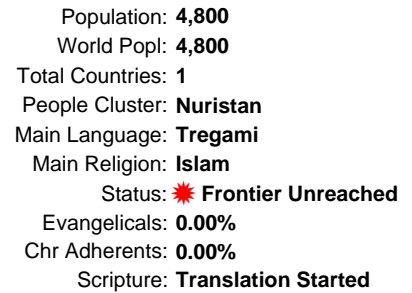 Population: 4,800
World Popl: 4,800
Total Countries: 1
People Cluster: Nuristan
Main Language: Tregami
Main Religion: Islam
Status: Frontier Unreached
Evangelicals: 0.00%
Chr Adherents: 0.00%
Scripture: Translation Started